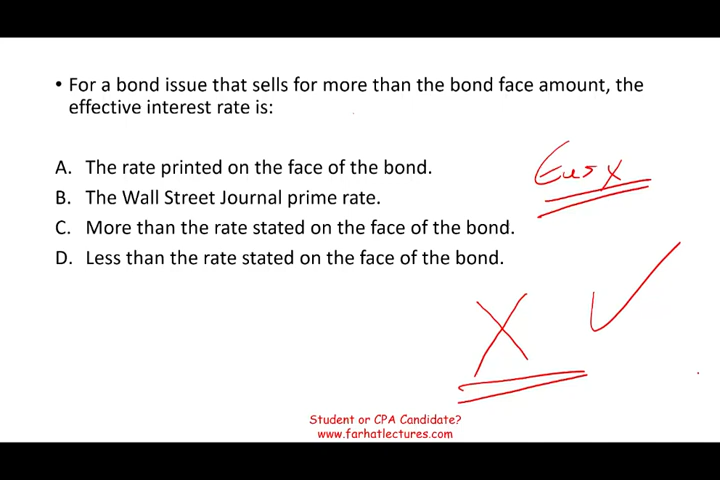 • For a bond issue that sells for more than the bond face amount, the
effective interest rate is:
A. The rate printed on the face of the bond.
B. The Wall Street Journal prime rate.
C. More than the rate stated on the face of the bond.
D. Less than the rate stated on the face of the bond.
X
Student or CPA Candidate?
www.farhatlectures.com